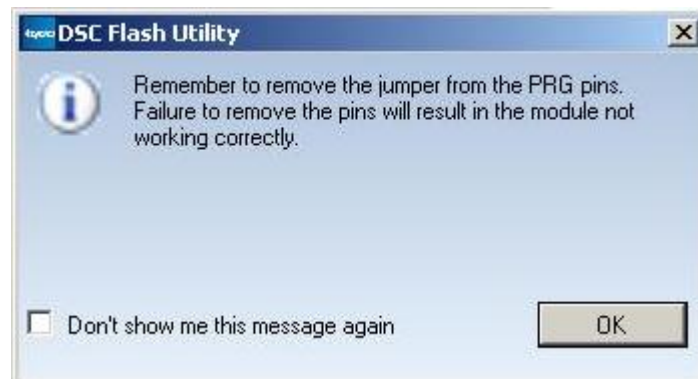 tyco DSC Flash Utility
Remember to remove the jumper from the PRG pins.
Failure to remove the pins will result in the module not
working correctly.
Don't show me this message again
OK